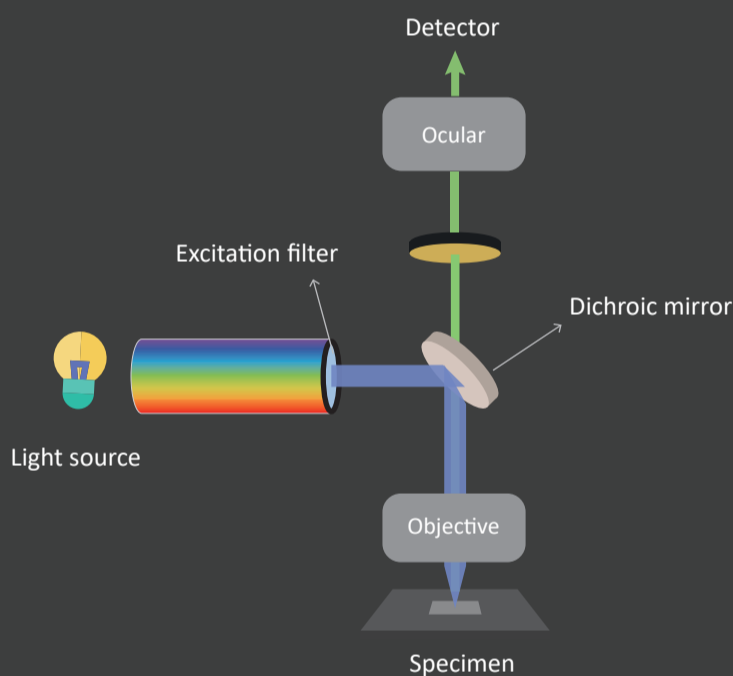 Detector
Ocular
Excitation filter
Dichroic mirror
Light source
Objective
Specimen